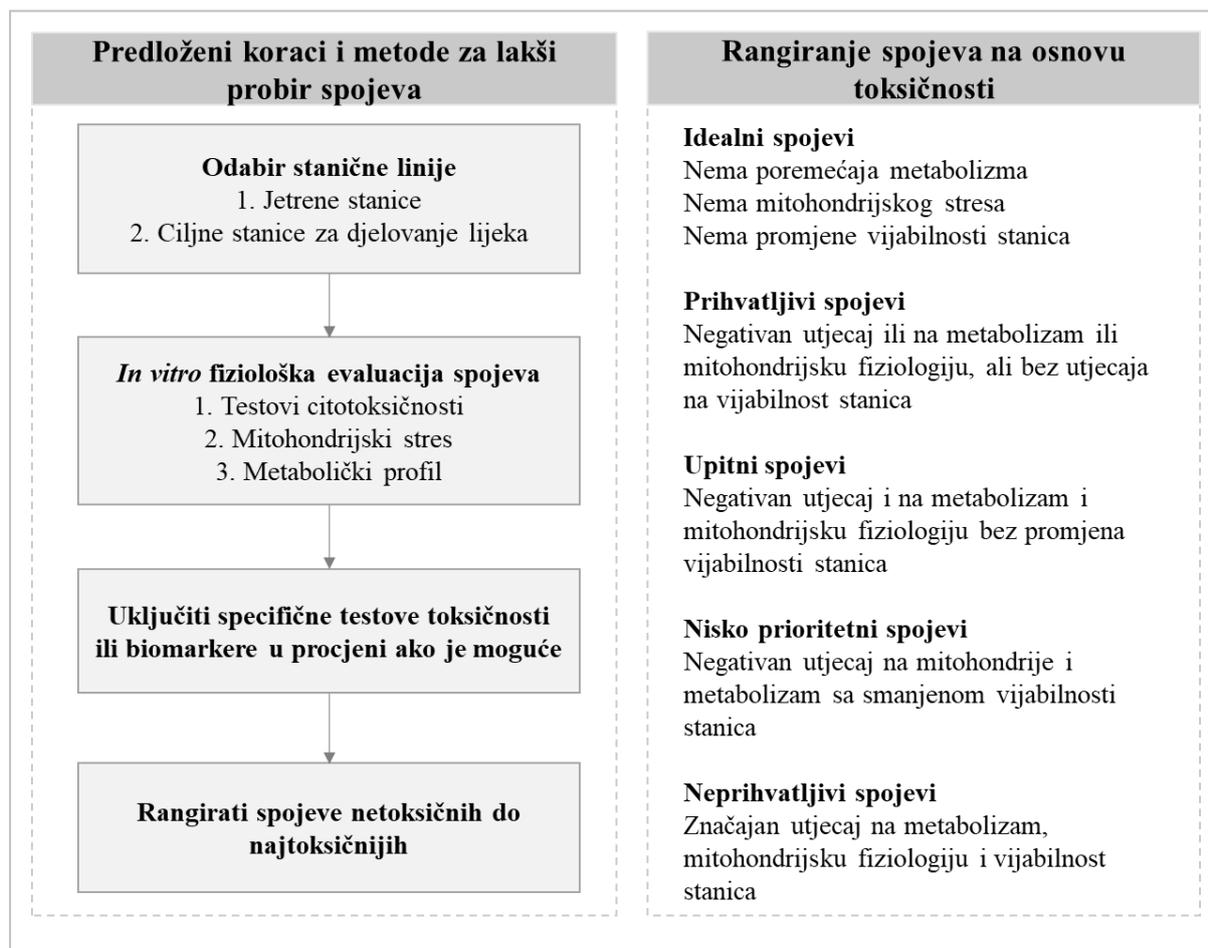 Predloženi koraci i metode za lakši
probir spojeva
Odabir stanične linije
1. Jetrene stanice
2. Ciljne stanice za djelovanje lijeka
In vitro fiziološka evaluacija spojeva
1. Testovi citotoksičnosti
2. Mitohondrijski stres
3. Metabolički profil
Uključiti specifične testove toksičnosti
ili biomarkere u procjeni ako je moguće
Rangirati spojeve netoksičnih do
najtoksičnijih
Rangiranje spojeva na osnovu
toksičnosti
Idealni spojevi
Nema poremećaja metabolizma
Nema mitohondrijskog stresa
Nema promjene vijabilnosti stanica
Prihvatljivi spojevi
Negativan utjecaj ili na metabolizam ili
mitohondrijsku fiziologiju, ali bez utjecaja
na vijabilnost stanica
Upitni spojevi
Negativan utjecaj i na metabolizam i
mitohondrijsku fiziologiju bez promjena
vijabilnosti stanica
Nisko prioritetni spojevi
Negativan utjecaj na mitohondrije i
metabolizam sa smanjenom vijabilnosti
stanica
Neprihvatljivi spojevi
Značajan utjecaj na metabolizam,
mitohondrijsku fiziologiju i vijabilnost
stanica